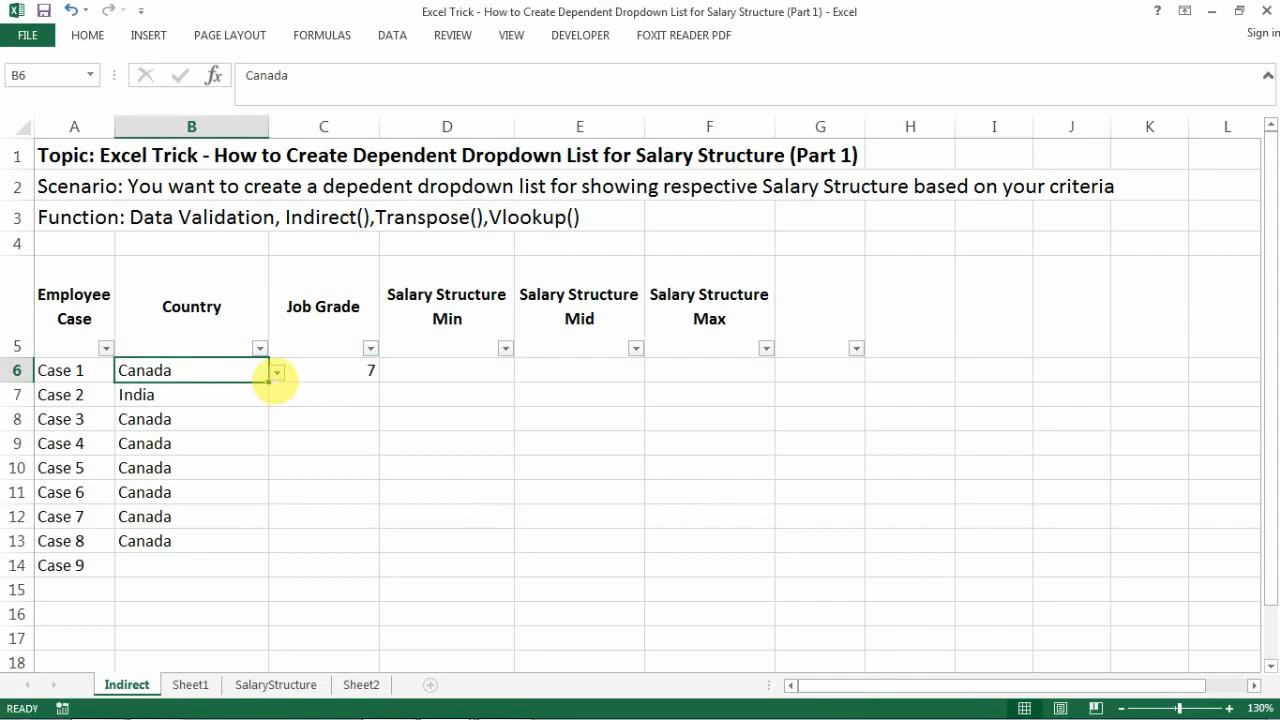 Excel Trick - How to Create Dependent Dropdown List for Salary Structure (Part 1) - Excel
?
FILE HOME INSERT PAGE LAYOUT FORMULAS DATA REVIEW VIEW DEVELOPER FOXIT READER PDF Sign in
B6 fx Canada
A B C D E F G H I J K L
1 Topic: Excel Trick - How to Create Dependent Dropdown List for Salary Structure (Part 1)
2 Scenario: You want to create a depedent dropdown list for showing respective Salary Structure based on your criteria
3 Function: Data Validation, Indirect(),Transpose(),Vlookup()
4
Employee Salary Structure Salary Structure Salary Structure
Country Job Grade
Case Min Mid Max
5
6 Case 1 Canada 7
7 Case 2 India
8 Case 3 Canada
9 Case 4 Canada
10 Case 5 Canada
11 Case 6 Canada
12 Case 7 Canada
13 Case 8 Canada
14 Case 9
15
16
17
18
Indirect Sheet1 SalaryStructure Sheet2
READY 130%